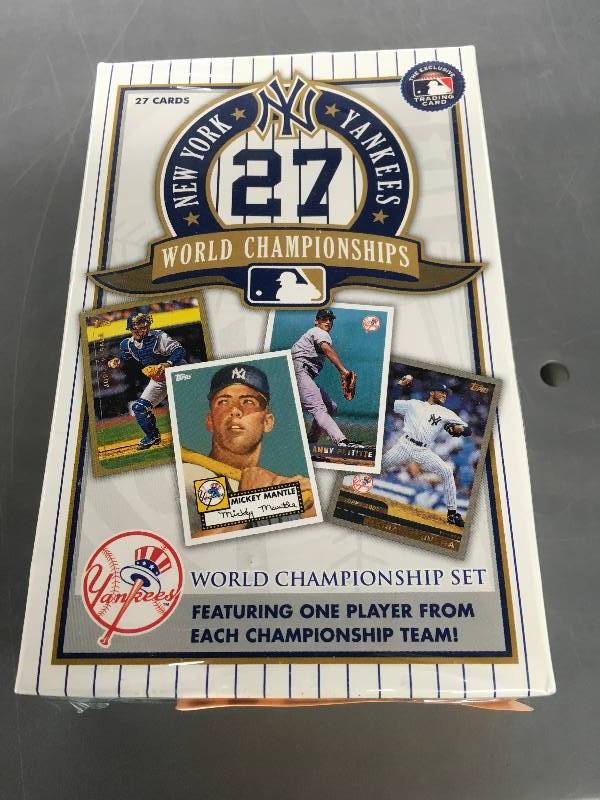 27 CARDS
THE EXCLUSIVE
TRADING CARD
NY
NEW YORK YANKEES
27
WORLD CHAMPIONSHIPS
Topps
MICKEY MANTLE
Mickey Mantle
ANDY PETTITTE
Topps
Yankees
WORLD CHAMPIONSHIP SET
FEATURING ONE PLAYER FROM
EACH CHAMPIONSHIP TEAM!